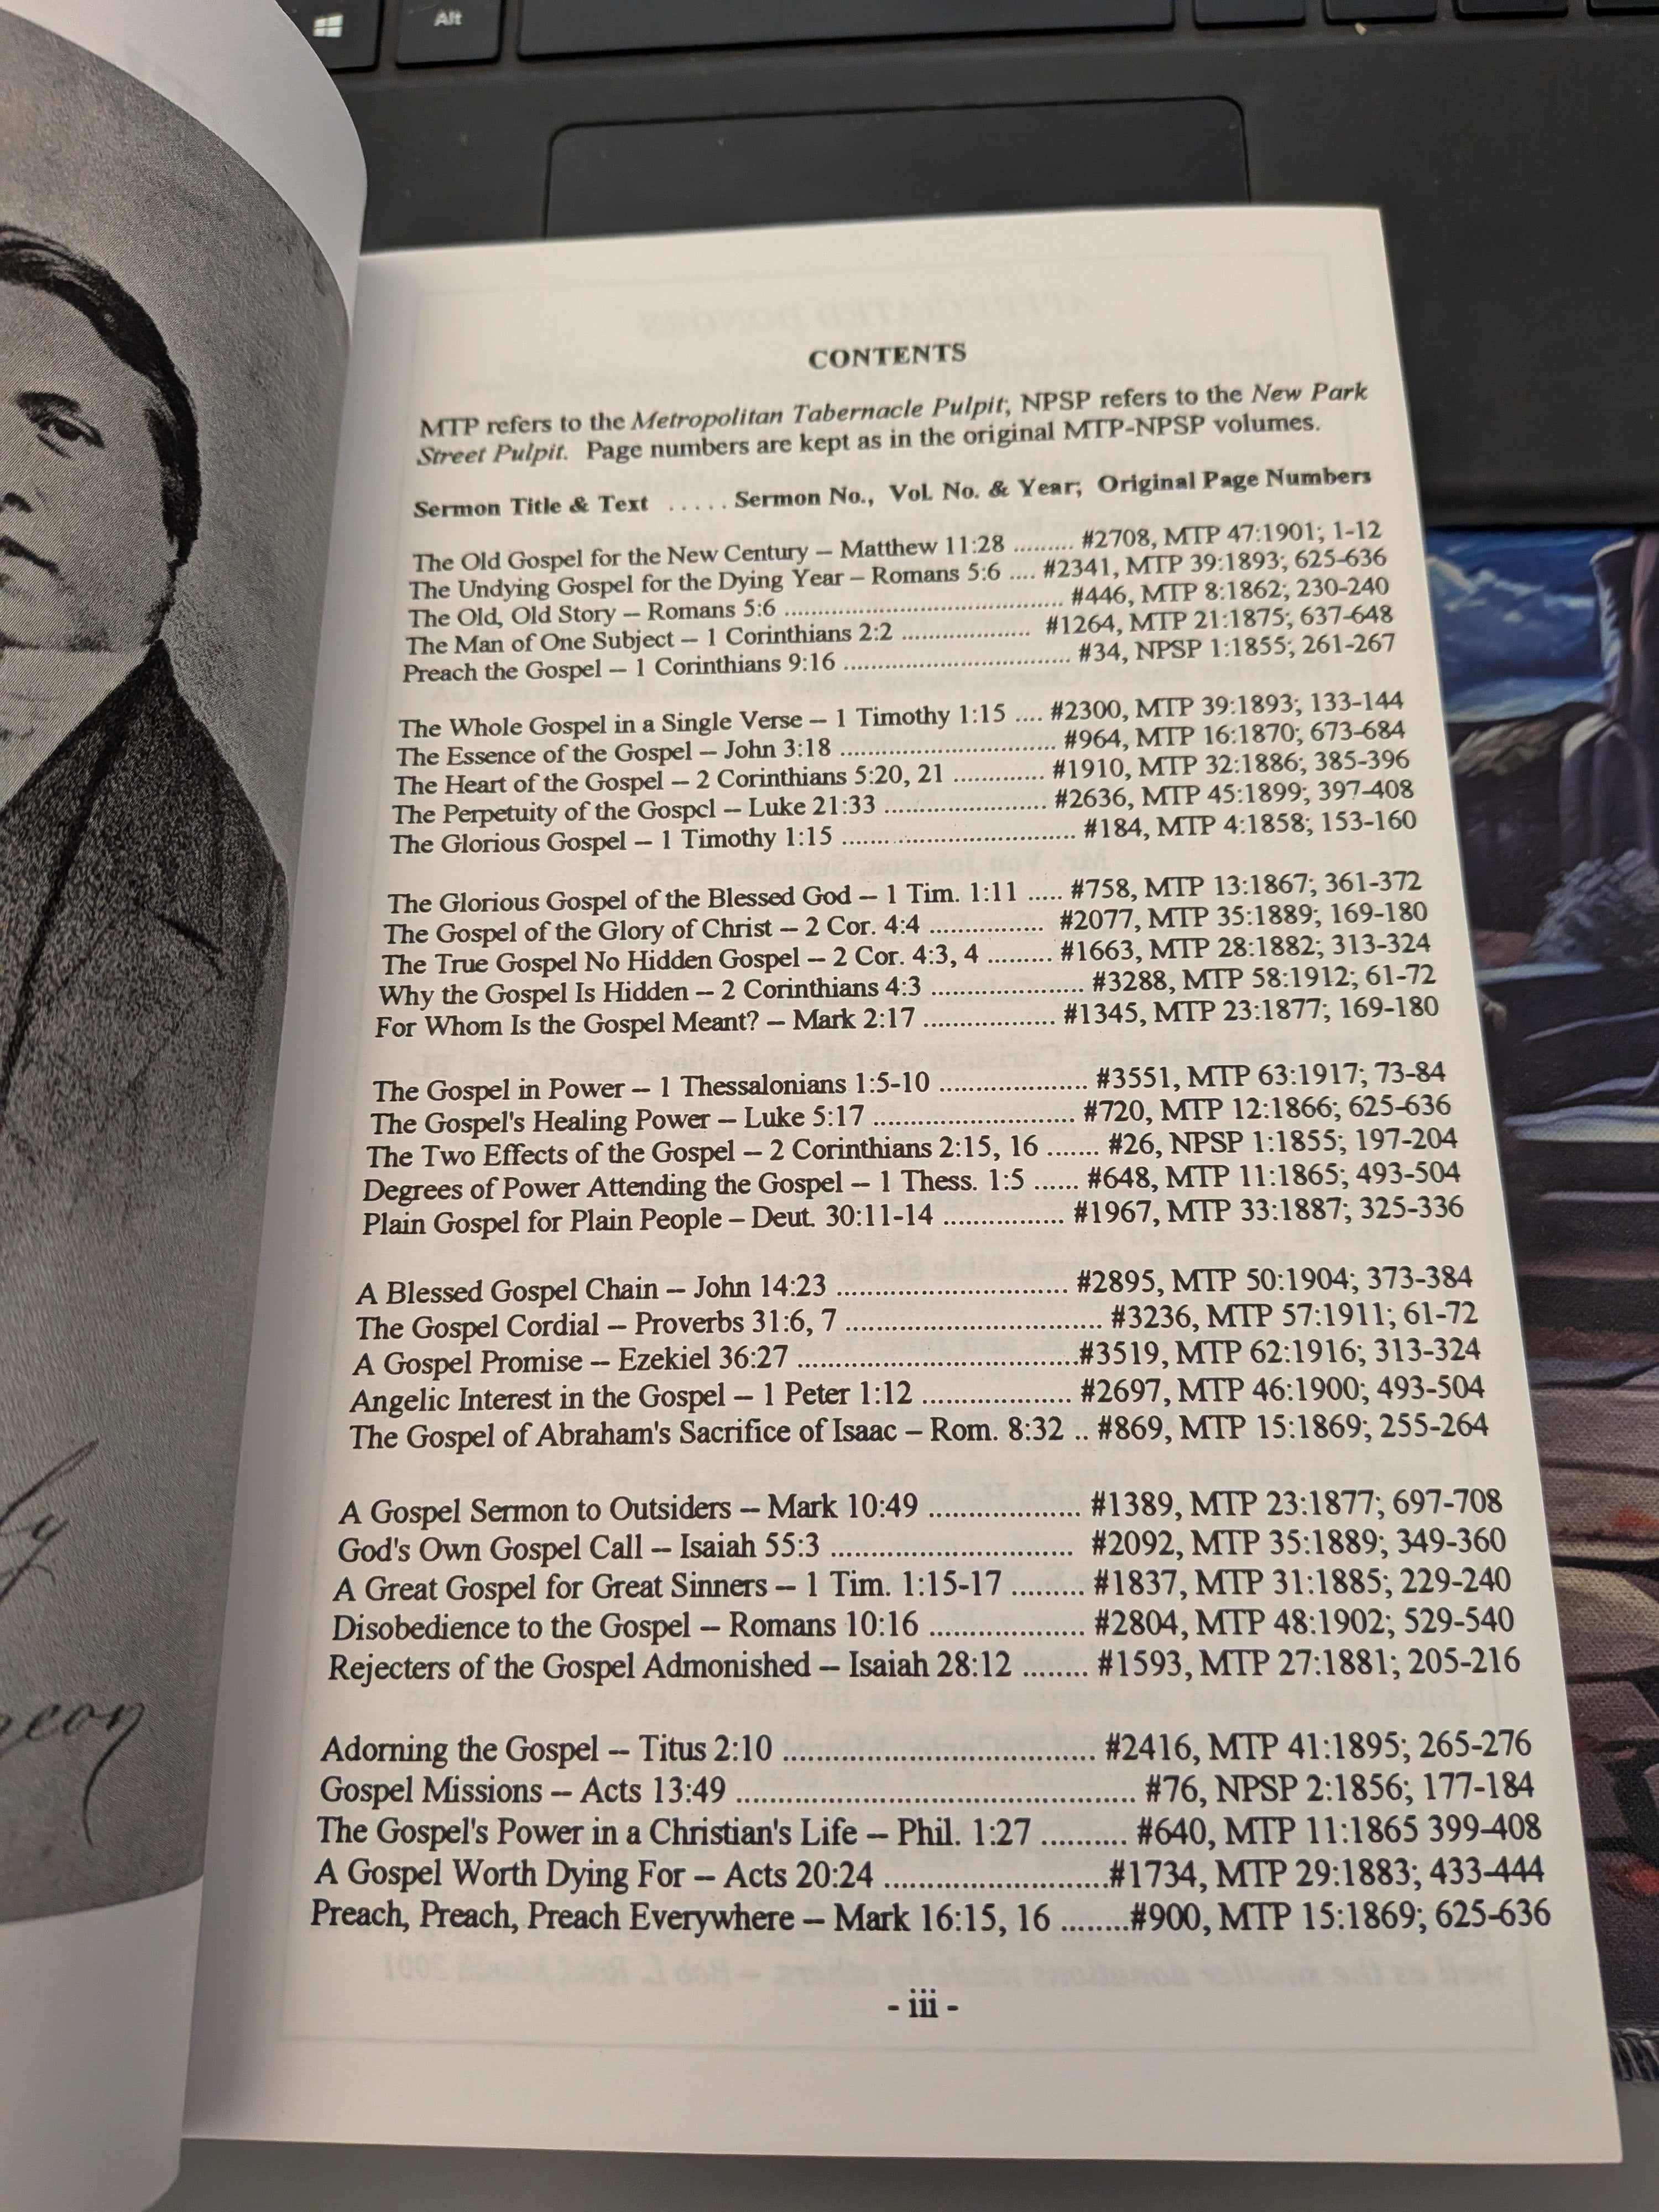 Alt
CONTENTS
MTP refers to the Metropolitan Tabernacle Pulpit; NPSP refers to the New Park
Street Pulpit. Page numbers are kept as in the original MTP-NPSP volumes.
Sermon Title & Text ..... Sermon No., Vol. No. & Year; Original Page Numbers
The Old Gospel for the New Century – Matthew 11:28 ......... #2708, MTP 47:1901; 1-12
The Undying Gospel for the Dying Year – Romans 5:6 .... #2341, MTP 39:1893; 625-636
The Old, Old Story – Romans 5:6 .......................................... #446, MTP 8:1862; 230-240
The Man of One Subject – 1 Corinthians 2:2 ................... #1264, MTP 21:1875; 637-648
Preach the Gospel – 1 Corinthians 9:16 ................................... #34, NPSP 1:1855; 261-267
The Whole Gospel in a Single Verse – 1 Timothy 1:15 .... #2300, MTP 39:1893; 133-144
The Essence of the Gospel – John 3:18 ................................. #964, MTP 16:1870; 673-684
The Heart of the Gospel – 2 Corinthians 5:20, 21 ............. #1910, MTP 32:1886; 385-396
The Perpetuity of the Gospcl – Luke 21:33 ........................ #2636, MTP 45:1899; 397-408
The Glorious Gospel – 1 Timothy 1:15 ................................... #184, MTP 4:1858; 153-160
The Glorious Gospel of the Blessed God – 1 Tim. 1:11 ..... #758, MTP 13:1867; 361-372
The Gospel of the Glory of Christ – 2 Cor. 4:4 ................ #2077, MTP 35:1889; 169-180
The True Gospel No Hidden Gospel – 2 Cor. 4:3, 4 ......... #1663, MTP 28:1882; 313-324
Why the Gospel Is Hidden – 2 Corinthians 4:3 ...................... #3288, MTP 58:1912; 61-72
For Whom Is the Gospel Meant? – Mark 2:17 ................... #1345, MTP 23:1877; 169-180
The Gospel in Power – 1 Thessalonians 1:5-10 ..................... #3551, MTP 63:1917; 73-84
The Gospel's Healing Power – Luke 5:17 ............................. #720, MTP 12:1866; 625-636
The Two Effects of the Gospel – 2 Corinthians 2:15, 16 ....... #26, NPSP 1:1855; 197-204
Degrees of Power Attending the Gospel – 1 Thess. 1:5 ...... #648, MTP 11:1865; 493-504
Plain Gospel for Plain People – Deut. 30:11-14 ................. #1967, MTP 33:1887; 325-336
A Blessed Gospel Chain – John 14:23 ................................. #2895, MTP 50:1904; 373-384
The Gospel Cordial – Proverbs 31:6, 7 ..................................... #3236, MTP 57:1911; 61-72
A Gospel Promise – Ezekiel 36:27 ........................................#3519, MTP 62:1916; 313-324
Angelic Interest in the Gospel – 1 Peter 1:12 ..................... #2697, MTP 46:1900; 493-504
The Gospel of Abraham's Sacrifice of Isaac – Rom. 8:32 .. #869, MTP 15:1869; 255-264
A Gospel Sermon to Outsiders – Mark 10:49 ................... #1389, MTP 23:1877; 697-708
God's Own Gospel Call – Isaiah 55:3 .............................. #2092, MTP 35:1889; 349-360
A Great Gospel for Great Sinners – 1 Tim. 1:15-17 ......... #1837, MTP 31:1885; 229-240
Disobedience to the Gospel – Romans 10:16 ................... #2804, MTP 48:1902; 529-540
Rejecters of the Gospel Admonished – Isaiah 28:12 ........ #1593, MTP 27:1881; 205-216
Adorning the Gospel – Titus 2:10 ...................................... #2416, MTP 41:1895; 265-276
Gospel Missions – Acts 13:49 ................................................ #76, NPSP 2:1856; 177-184
The Gospel's Power in a Christian's Life – Phil. 1:27 .......... #640, MTP 11:1865 399-408
A Gospel Worth Dying For – Acts 20:24 ..........................#1734, MTP 29:1883; 433-444
Preach, Preach, Preach Everywhere – Mark 16:15, 16 ........#900, MTP 15:1869; 625-636
- iii -